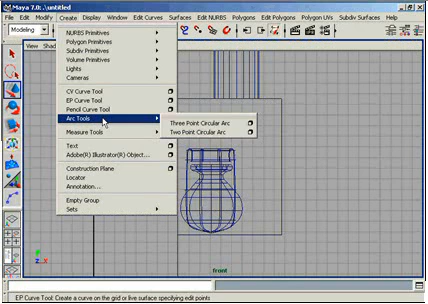 Maya 7.0: .\untitled
File Edit Modify Create Display Window Edit Curves Surfaces Edit NURBS Polygons Edit Polygons Polygon UVs Subdiv Surfaces Help
Modeling
View Shad
NURBS Primitives
Polygon Primitives
Subdiv Primitives
Volume Primitives
Lights
Cameras
CV Curve Tool
EP Curve Tool
Pencil Curve Tool
Arc Tools
Three Point Circular Arc
Two Point Circular Arc
Measure Tools
Text
Adobe(R) Illustrator(R) Object...
Construction Plane
Locator
Annotation...
Empty Group
Sets
front
EP Curve Tool: Create a curve on the grid or live surface specifying edit points